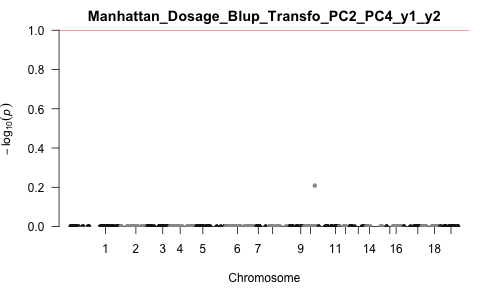 Manhattan_Dosage_Blup_Transfo_PC2_PC4_y1_y2
1.0
0.8
0.6
0.4
0.2
0.0
− log10(p)
1 2 3 4 5 6 7 9 11 14 16 18
Chromosome